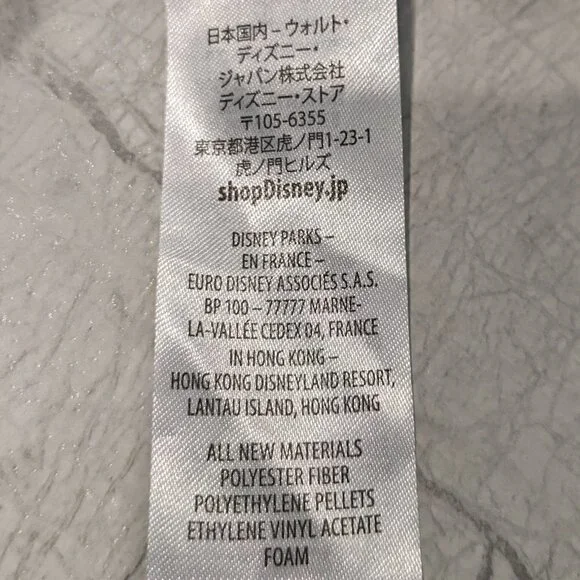 日本国内 – ウォルト・
ディズニー・
ジャパン株式会社
ディズニー・ストア
〒105-6355
東京都港区虎ノ門1-23-1
虎ノ門ヒルズ
shopDisney.jp
DISNEY PARKS –
EN FRANCE –
EURO DISNEY ASSOCIÉS S.A.S.
BP 100 – 77777 MARNE-
LA-VALLÉE CEDEX 04, FRANCE
IN HONG KONG –
HONG KONG DISNEYLAND RESORT,
LANTAU ISLAND, HONG KONG
ALL NEW MATERIALS
POLYESTER FIBER
POLYETHYLENE PELLETS
ETHYLENE VINYL ACETATE
FOAM